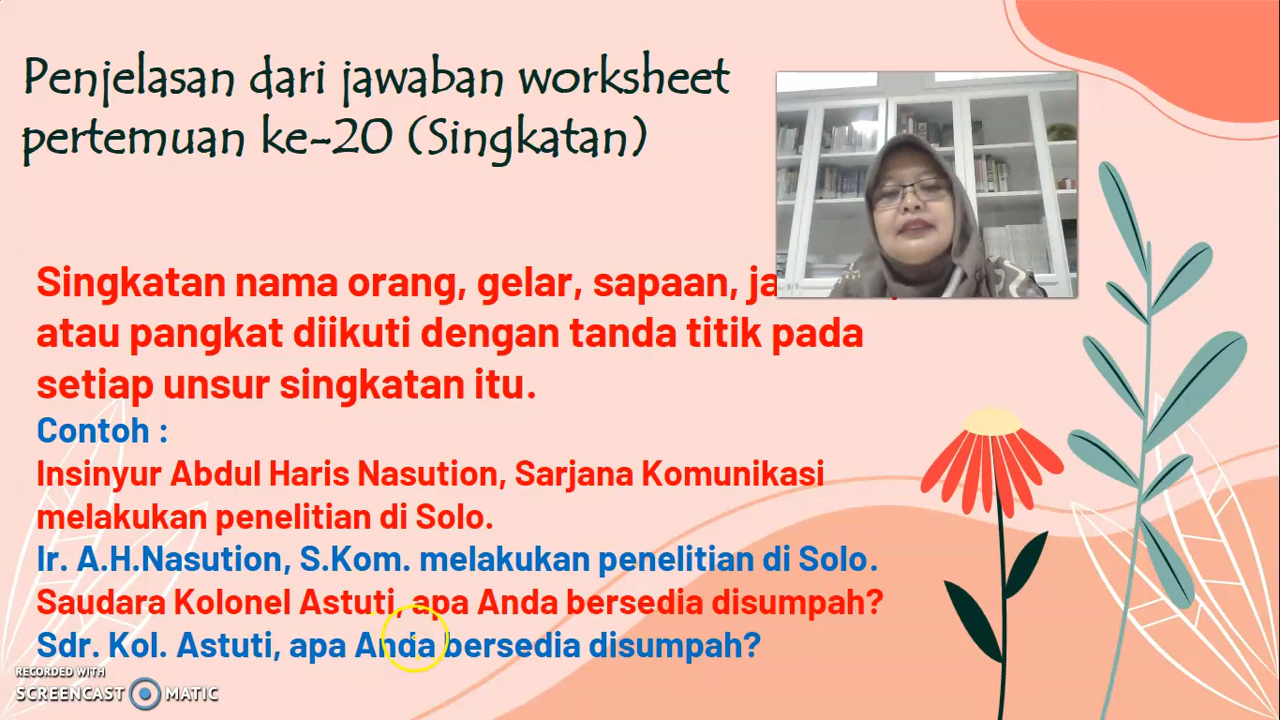 Penjelasan dari jawaban worksheet
pertemuan ke-20 (Singkatan)
Singkatan nama orang, gelar, sapaan,
atau pangkat diikuti dengan tanda titik pada
setiap unsur singkatan itu.
Contoh :
Insinyur Abdul Haris Nasution, Sarjana Komunikasi
melakukan penelitian di Solo.
Ir. A.H.Nasution, S.Kom. melakukan penelitian di Solo.
Saudara Kolonel Astuti, apa Anda bersedia disumpah?
Sdr. Kol. Astuti, apa Anda bersedia disumpah?
RECORDED WITH
SCREENCAST MATIC